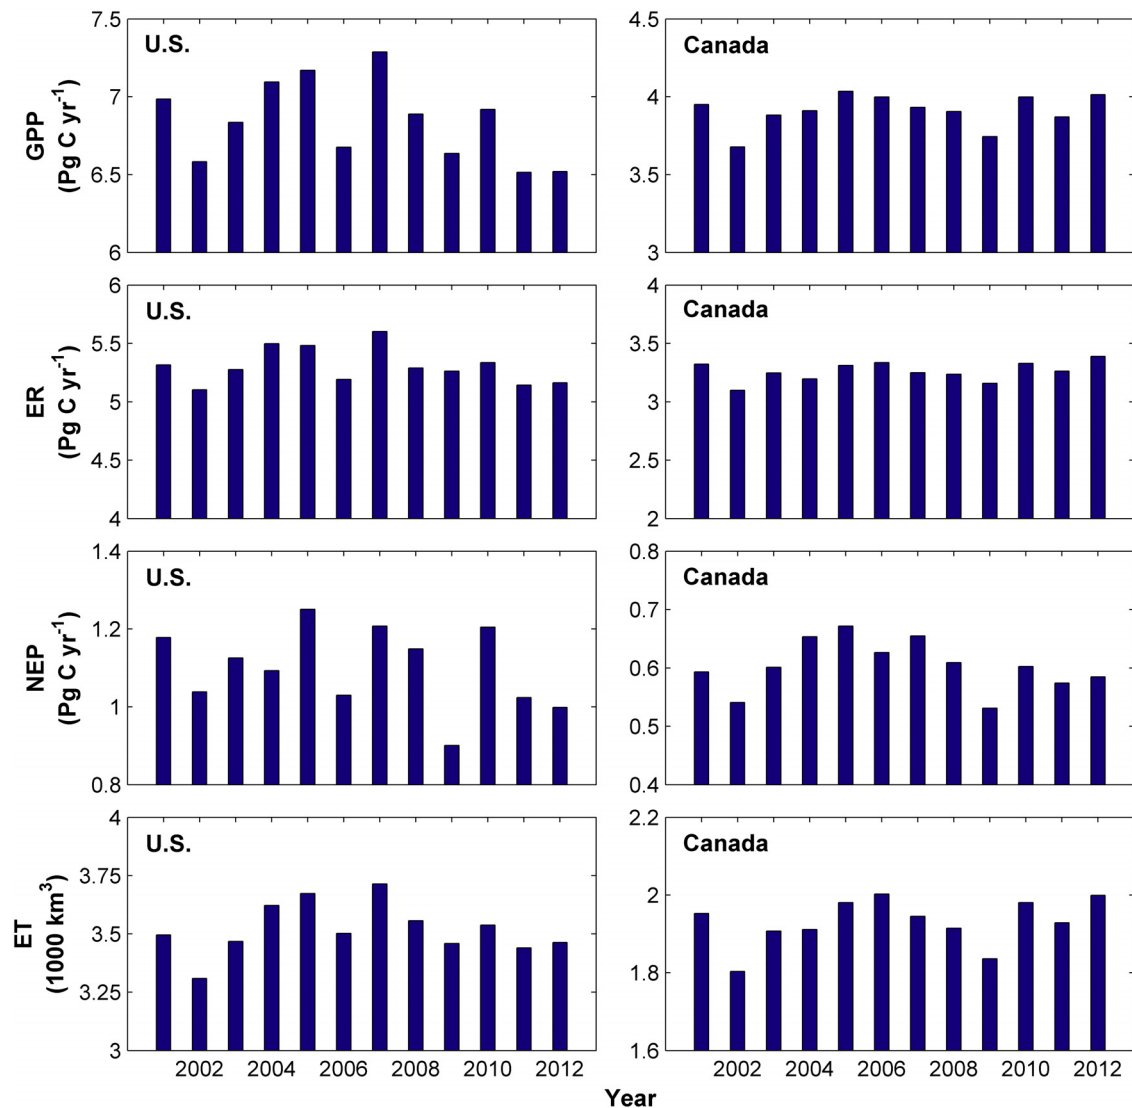 7.5
U.S.
7
6.5
6
GPP
(Pg C yr-1)
4.5
Canada
4
3.5
3
6
U.S.
5.5
5
4.5
4
ER
(Pg C yr-1)
4
Canada
3.5
3
2.5
2
1.4
U.S.
1.2
1
0.8
NEP
(Pg C yr-1)
0.8
Canada
0.7
0.6
0.5
0.4
4
U.S.
3.75
3.5
3.25
3
ET
(1000 km3)
2.2
Canada
2
1.8
1.6
2002 2004 2006 2008 2010 2012
2002 2004 2006 2008 2010 2012
Year